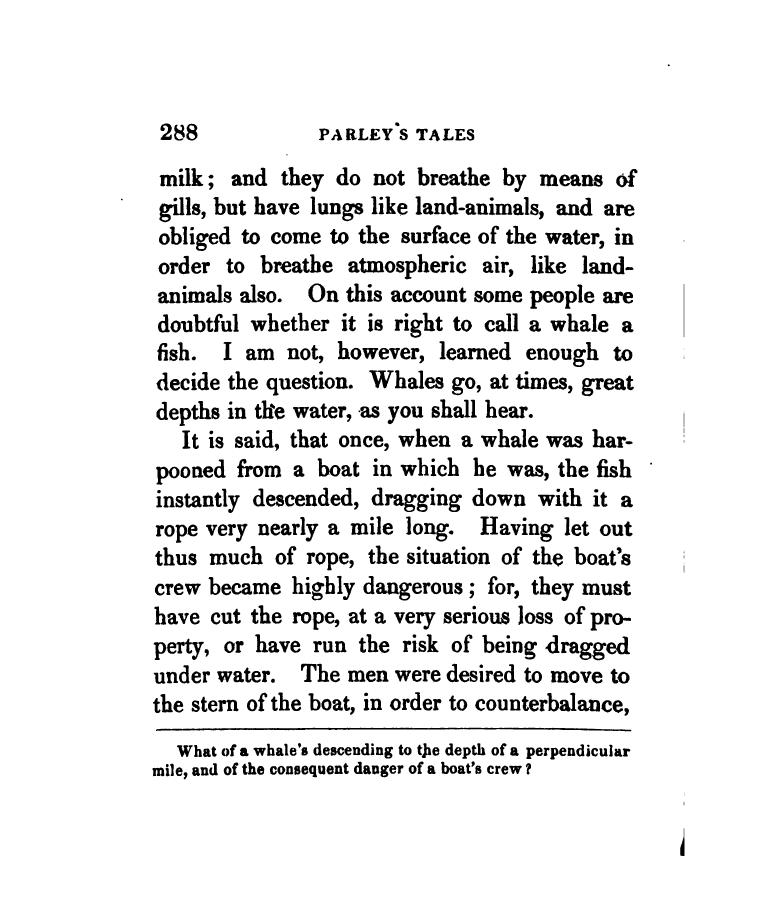 288 PARLEY'S TALES
milk; and they do not breathe by means of
gills, but have lungs like land-animals, and are
obliged to come to the surface of the water, in
order to breathe atmospheric air, like land-
animals also. On this account some people are
doubtful whether it is right to call a whale a
fish. I am not, however, learned enough to
decide the question. Whales go, at times, great
depths in the water, as you shall hear.
It is said, that once, when a whale was har-
pooned from a boat in which he was, the fish
instantly descended, dragging down with it a
rope very nearly a mile long. Having let out
thus much of rope, the situation of the boat's
crew became highly dangerous; for, they must
have cut the rope, at a very serious loss of pro-
perty, or have run the risk of being dragged
under water. The men were desired to move to
the stern of the boat, in order to counterbalance,
What of a whale's descending to the depth of a perpendicular
mile, and of the consequent danger of a boat's crew?